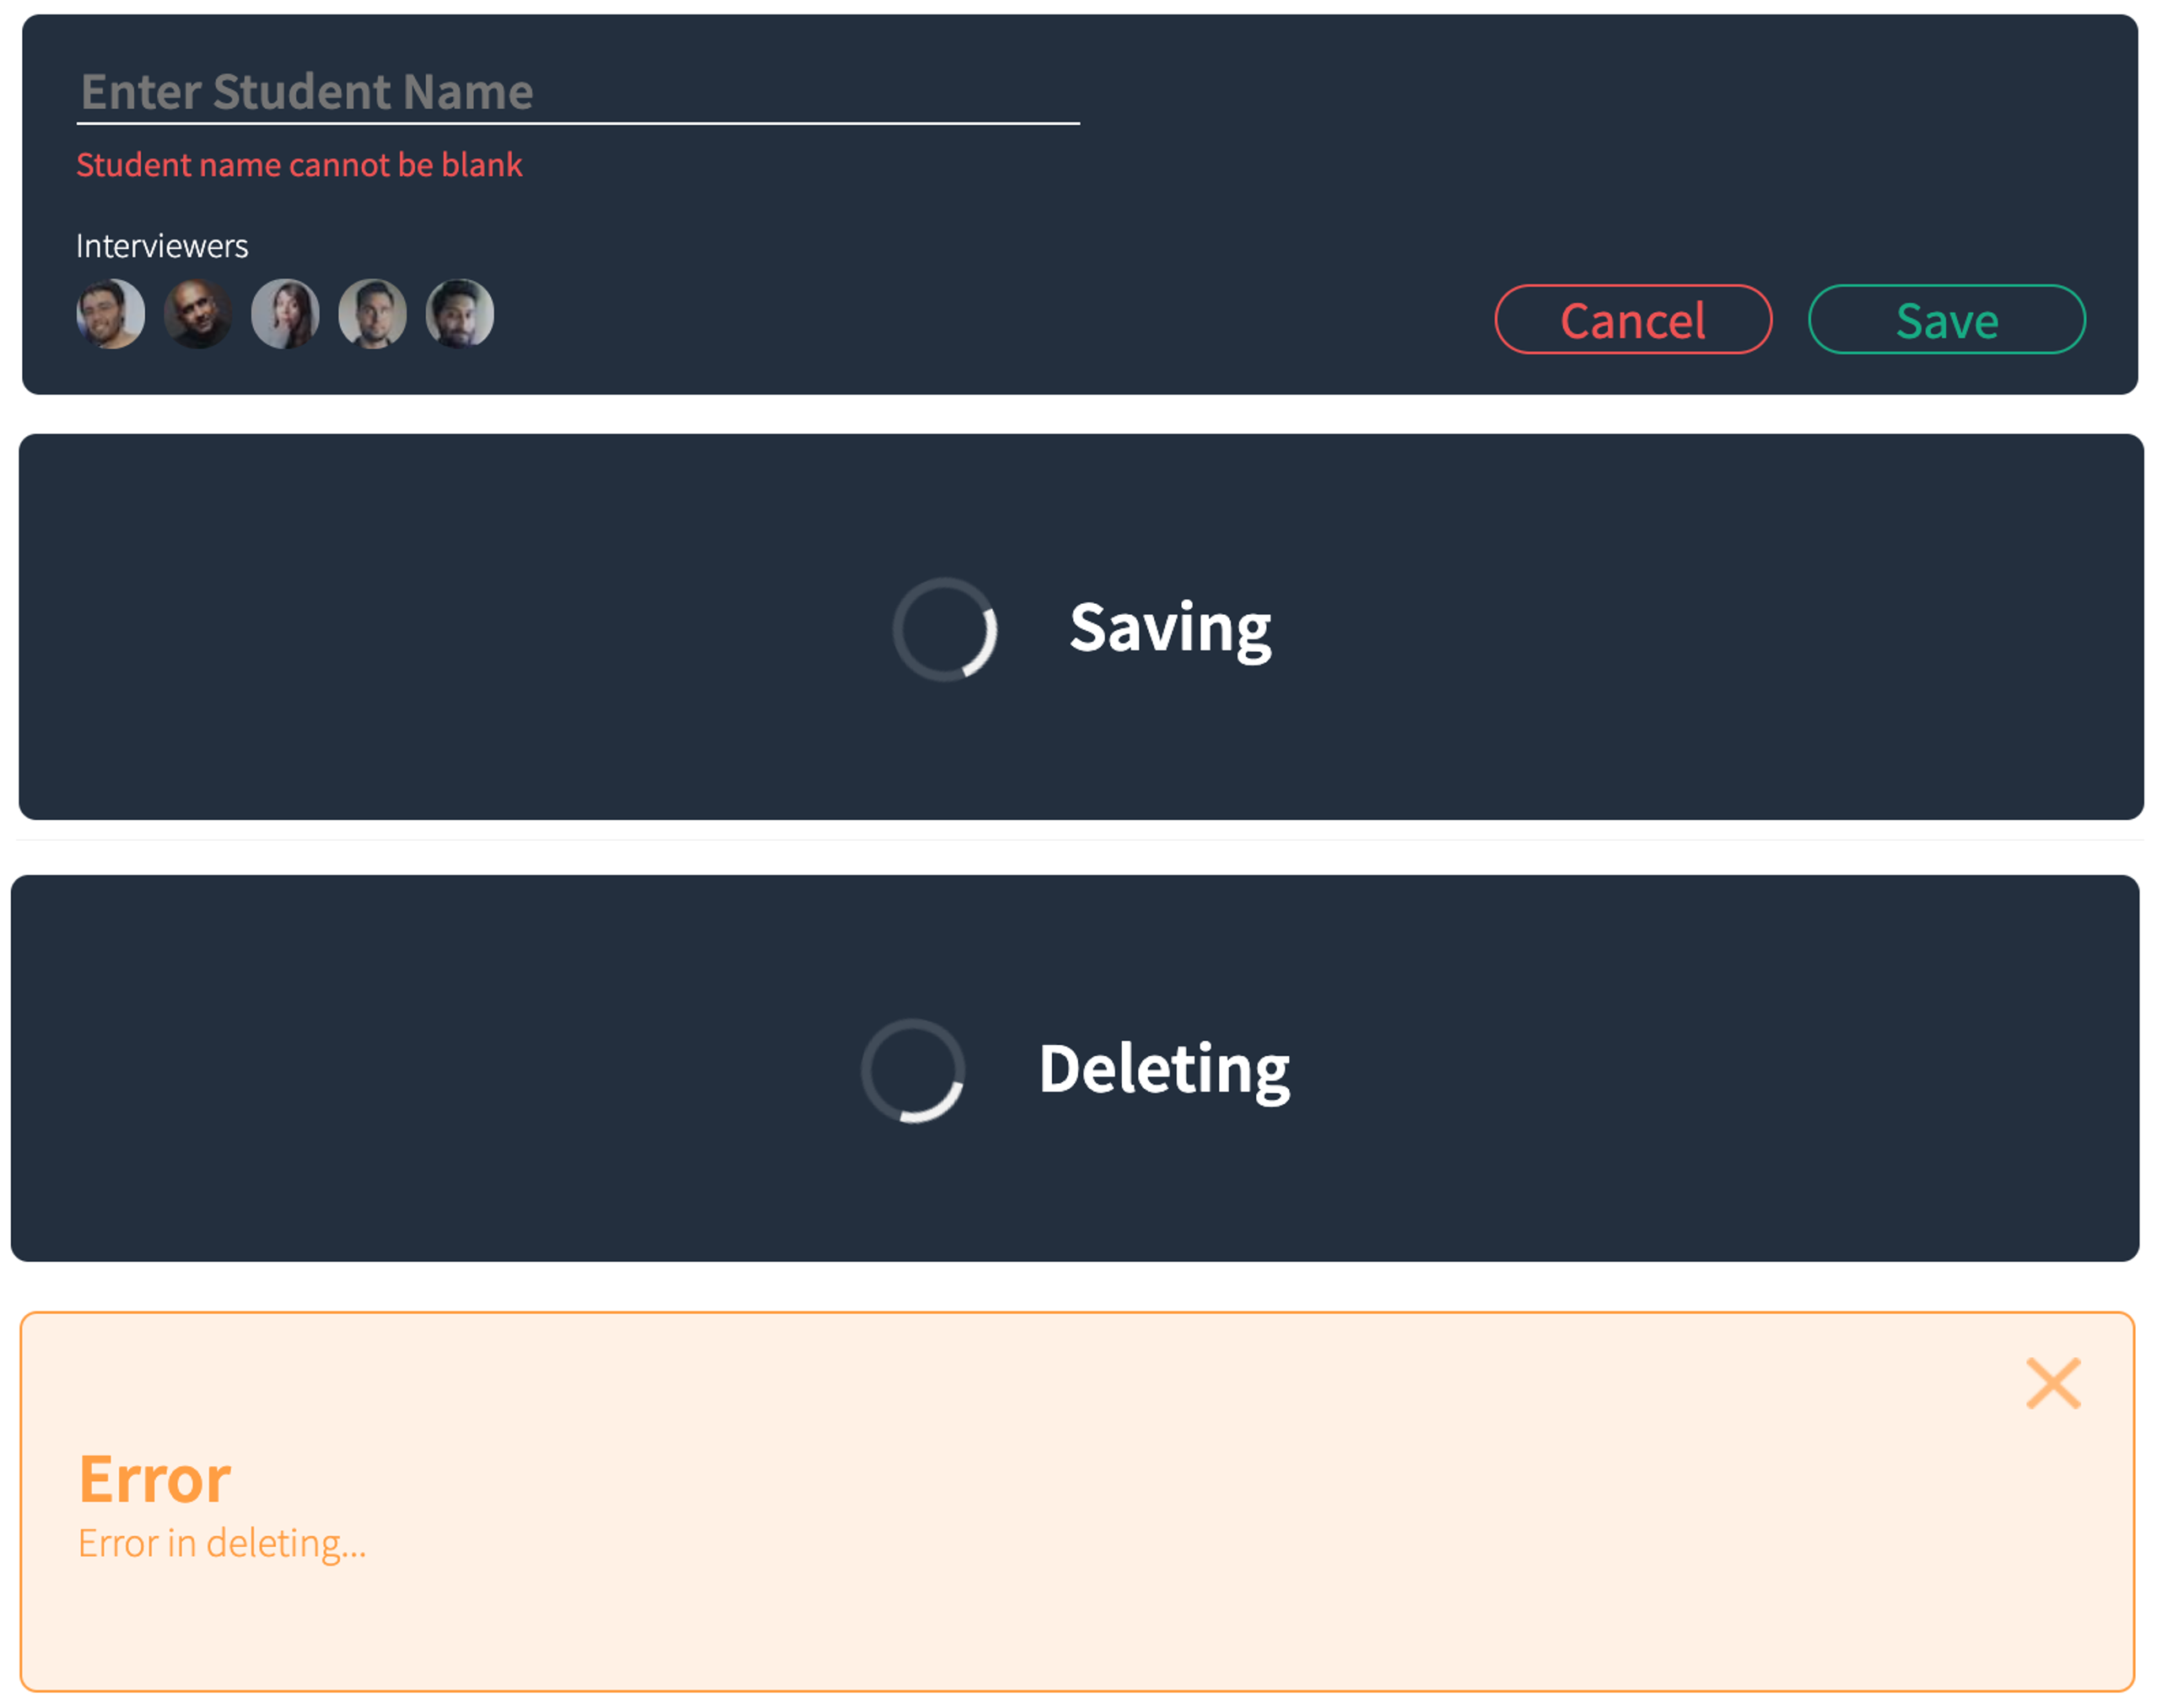 Enter Student Name
Student name cannot be blank
Interviewers
Cancel Save
Saving
Deleting
Error
Error in deleting...